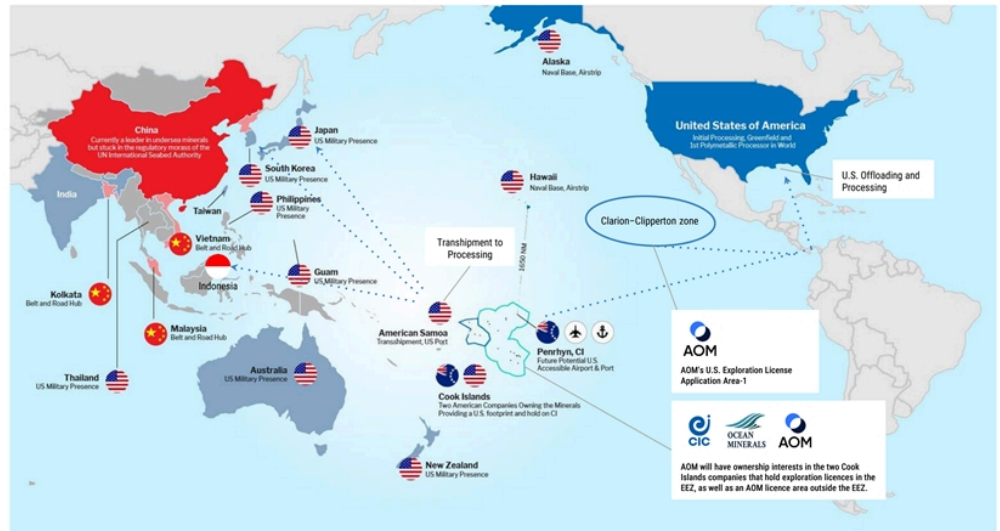 Alaska
Naval Base, Airstrip
China
Currently a leader in undersea minerals
but stuck in the regulatory morass of the
UN International Seabed Authority
Japan
US Military Presence
United States of America
Initial Processing, Greenfield and
1st Polymetallic Processor in World
South Korea
US Military Presence
Hawaii
Naval Base, Airstrip
U.S. Offloading and
Processing
India
Philippines
US Military
Presence
Taiwan
Clarion–Clipperton zone
Vietnam
Belt and Road Hub
Transhipment to
Processing
1650 NM
Guam
US Military Presence
Indonesia
Kolkata
Belt and Road Hub
Malaysia
Belt and Road Hub
American Samoa
Transshipment, US Port
Penrhyn, CI
Future Potential U.S.
Accessible Airport & Port
AOM
AOM's U.S. Exploration License
Application Area-1
Thailand
US Military Presence
Australia
US Military Presence
Cook Islands
Two American Companies Owning the Minerals
Providing a U.S. footprint and hold on CI
CIC
OCEAN
MINERALS
AOM
AOM will have ownership interests in the two Cook
Islands companies that hold exploration licences in the
EEZ, as well as an AOM licence area outside the EEZ.
New Zealand
US Military Presence